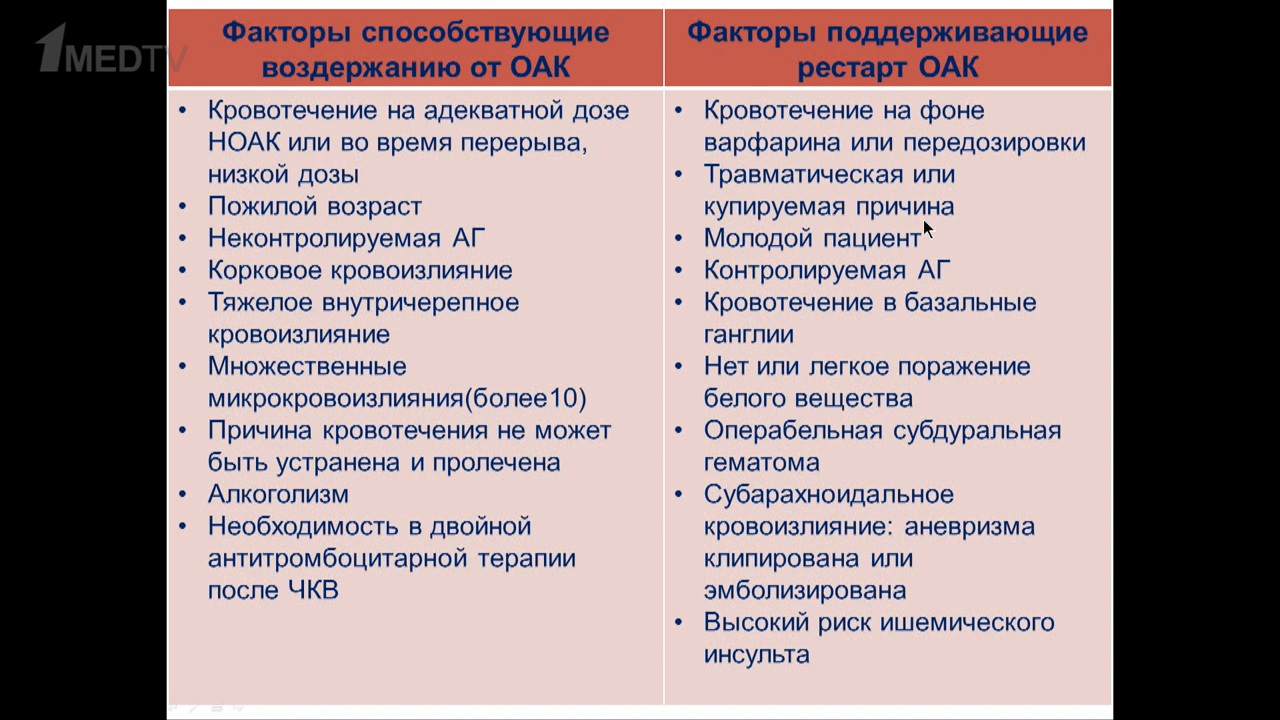 1MEDTV
Факторы способствующие
воздержанию от ОАК
Факторы поддерживающие
рестарт ОАК
• Кровотечение на адекватной дозе
НОАК или во время перерыва,
низкой дозы
• Пожилой возраст
• Неконтролируемая АГ
• Корковое кровоизлияние
• Тяжелое внутричерепное
кровоизлияние
• Множественные
микрокровоизлияния(более10)
• Причина кровотечения не может
быть устранена и пролечена
• Алкоголизм
• Необходимость в двойной
антитромбоцитарной терапии
после ЧКВ
• Кровотечение на фоне
варфарина или передозировки
• Травматическая или
купируемая причина
• Молодой пациент
• Контролируемая АГ
• Кровотечение в базальные
ганглии
• Нет или легкое поражение
белого вещества
• Операбельная субдуральная
гематома
• Субарахноидальное
кровоизлияние: аневризма
клипирована или
эмболизирована
• Высокий риск ишемического
инсульта